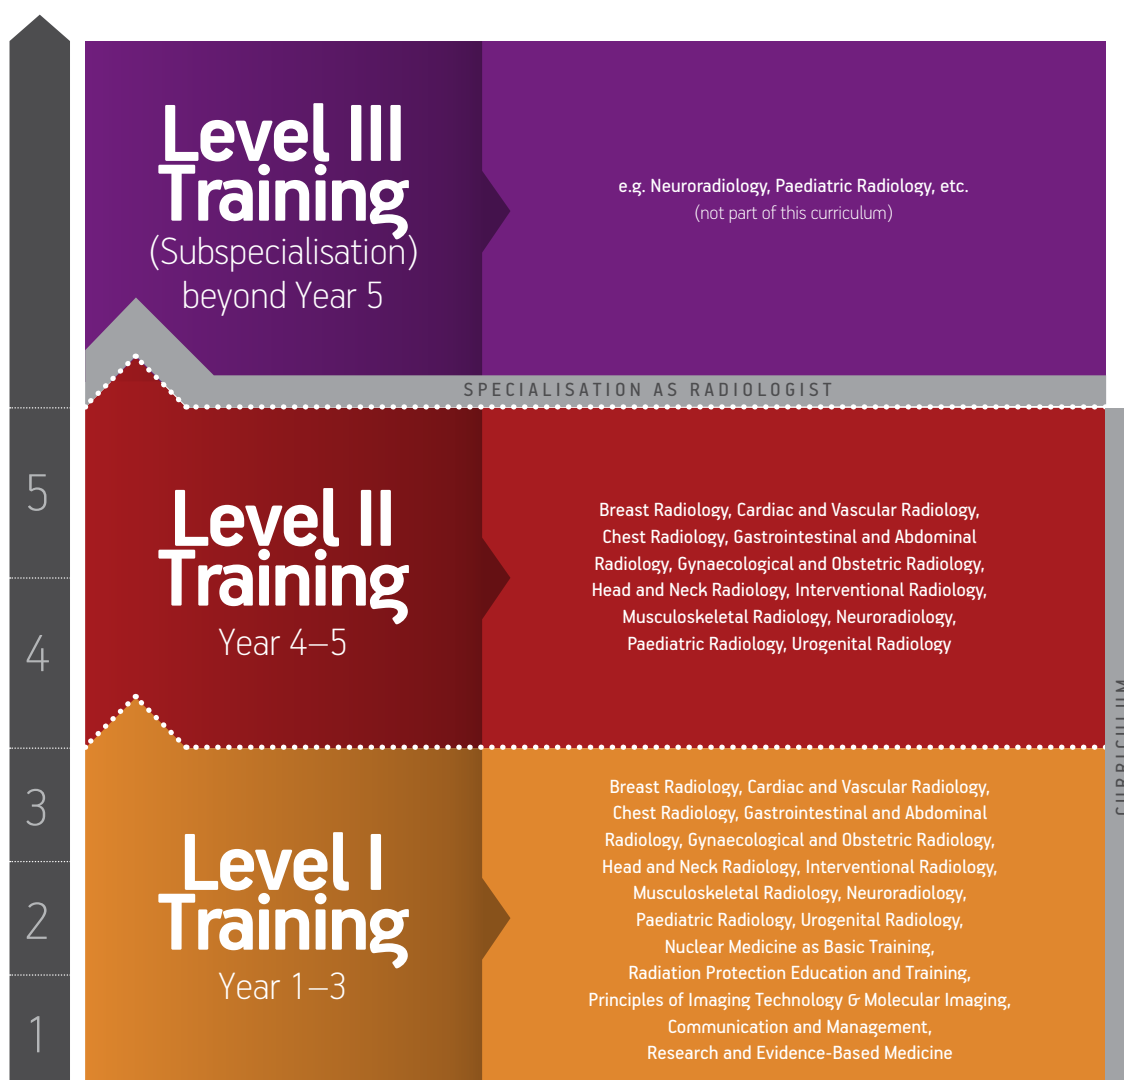 Level III
Training
(Subspecialisation)
beyond Year 5
e.g. Neuroradiology, Paediatric Radiology, etc.
(not part of this curriculum)
SPECIALISATION AS RADIOLOGIST
5
4
Level II
Training
Year 4–5
Breast Radiology, Cardiac and Vascular Radiology,
Chest Radiology, Gastrointestinal and Abdominal
Radiology, Gynaecological and Obstetric Radiology,
Head and Neck Radiology, Interventional Radiology,
Musculoskeletal Radiology, Neuroradiology,
Paediatric Radiology, Urogenital Radiology
CURRICULUM
3
2
1
Level I
Training
Year 1–3
Breast Radiology, Cardiac and Vascular Radiology,
Chest Radiology, Gastrointestinal and Abdominal
Radiology, Gynaecological and Obstetric Radiology,
Head and Neck Radiology, Interventional Radiology,
Musculoskeletal Radiology, Neuroradiology,
Paediatric Radiology, Urogenital Radiology,
Nuclear Medicine as Basic Training,
Radiation Protection Education and Training,
Principles of Imaging Technology & Molecular Imaging,
Communication and Management,
Research and Evidence-Based Medicine